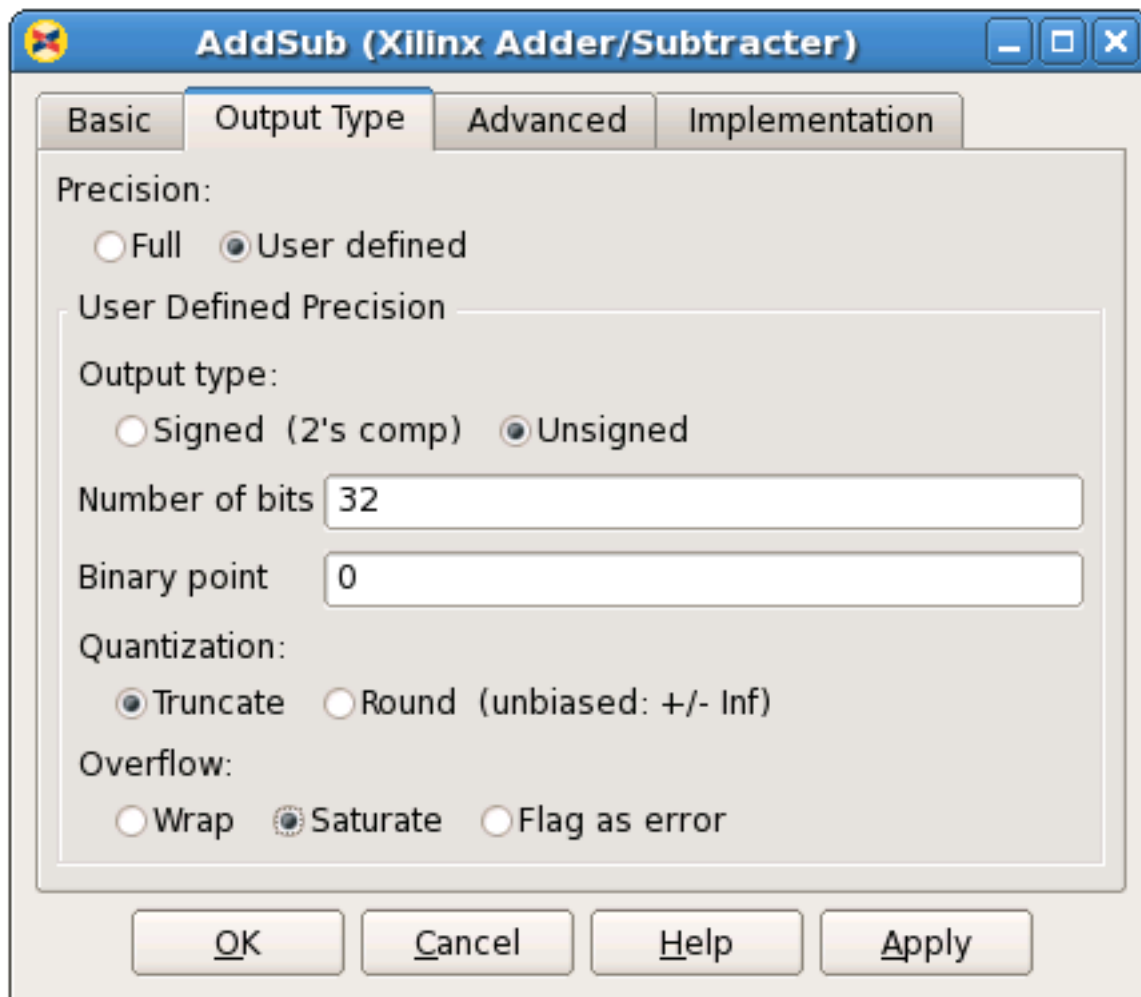 AddSub (Xilinx Adder/Subtracter)
Basic Output Type Advanced Implementation
Precision:
Full User defined
User Defined Precision
Output type:
Signed (2's comp) Unsigned
Number of bits 32
Binary point 0
Quantization:
Truncate Round (unbiased: +/- Inf)
Overflow:
Wrap Saturate Flag as error
OK Cancel Help Apply